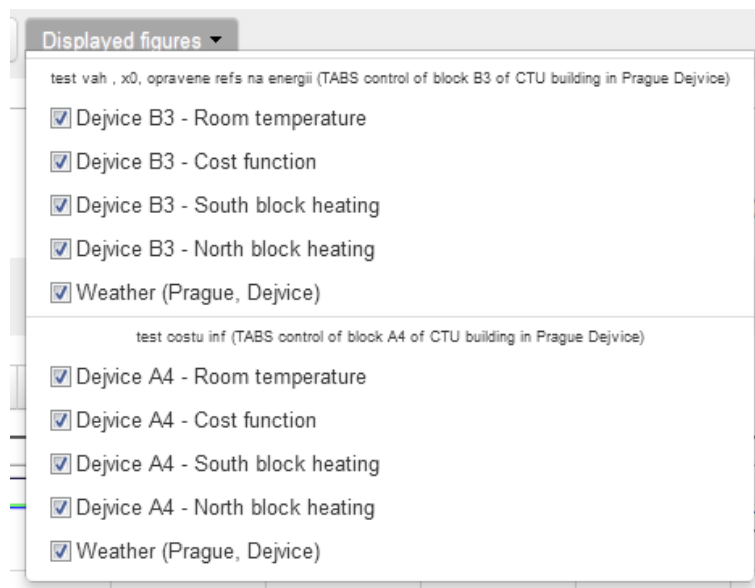 Displayed figures
test vah , x0, opravene refs na energii (TABS control of block B3 of CTU building in Prague Dejvice)
Dejvice B3 - Room temperature
Dejvice B3 - Cost function
Dejvice B3 - South block heating
Dejvice B3 - North block heating
Weather (Prague, Dejvice)
test costu inf (TABS control of block A4 of CTU building in Prague Dejvice)
Dejvice A4 - Room temperature
Dejvice A4 - Cost function
Dejvice A4 - South block heating
Dejvice A4 - North block heating
Weather (Prague, Dejvice)